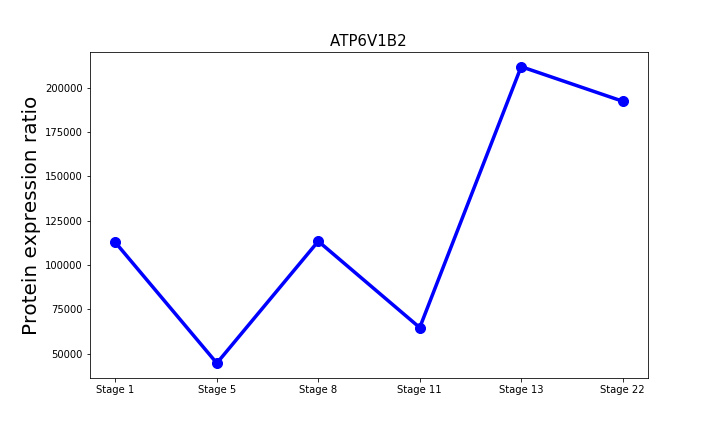 ATP6V1B2
Protein expression ratio
200000
175000
150000
125000
100000
75000
50000
Stage 1 Stage 5 Stage 8 Stage 11 Stage 13 Stage 22